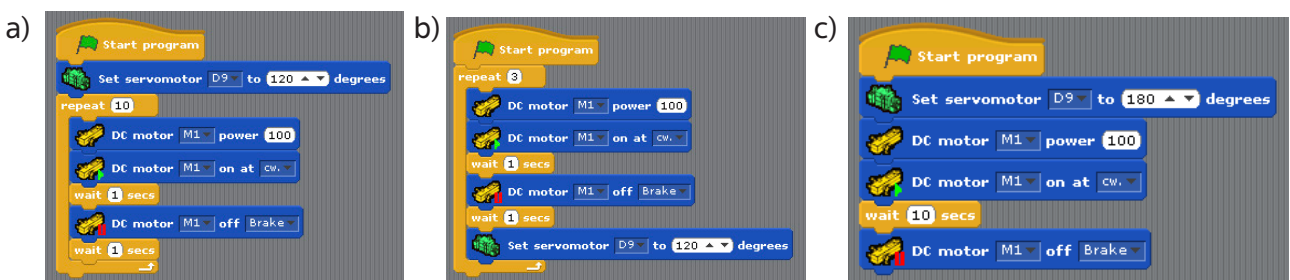 a)
Start program
Set servomotor D9 to 120 degrees
repeat 10
DC motor M1 power 100
DC motor M1 on at cw.
wait 1 secs
DC motor M1 off Brake
wait 1 secs
b)
Start program
repeat 3
DC motor M1 power 100
DC motor M1 on at cw.
wait 1 secs
DC motor M1 off Brake
wait 1 secs
Set servomotor D9 to 120 degrees
c)
Start program
Set servomotor D9 to 180 degrees
DC motor M1 power 100
DC motor M1 on at cw.
wait 10 secs
DC motor M1 off Brake